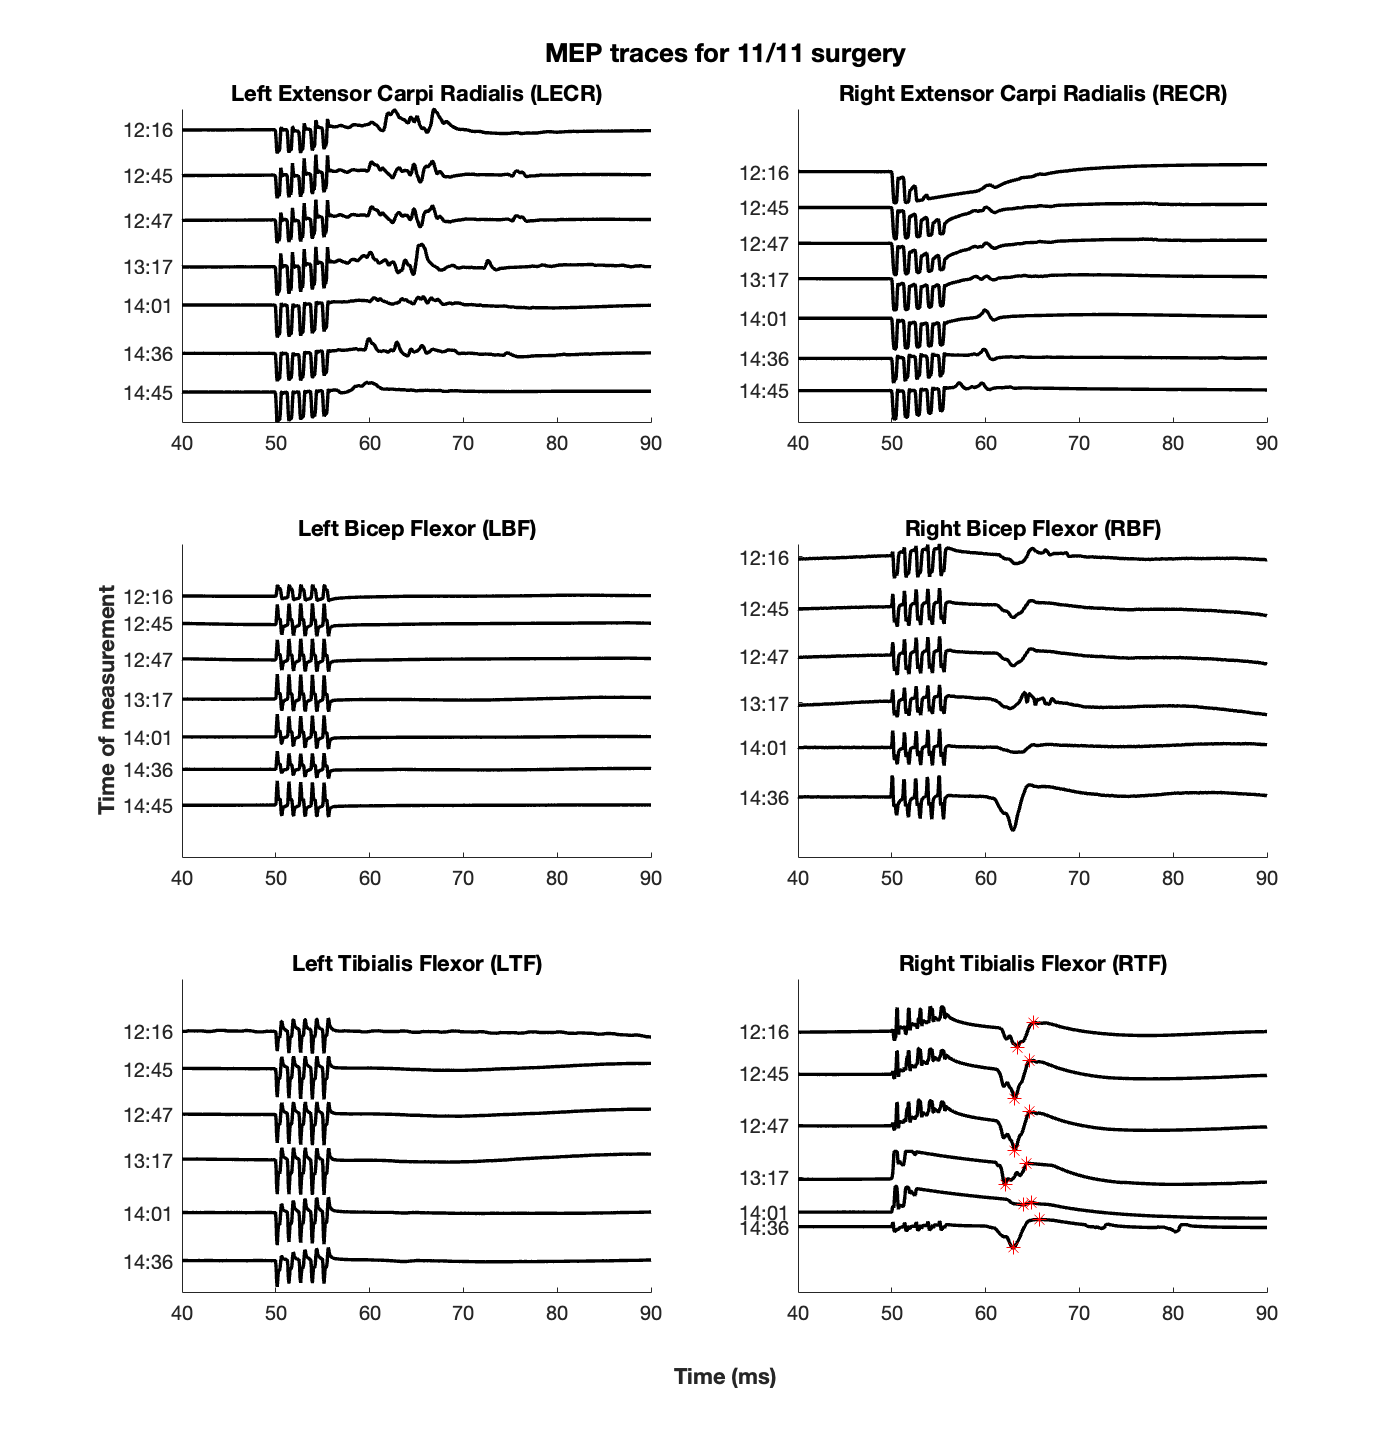 MEP traces for 11/11 surgery
Left Extensor Carpi Radialis (LECR)
12:16
12:45
12:47
13:17
14:01
14:36
14:45
40 50 60 70 80 90
Right Extensor Carpi Radialis (RECR)
12:16
12:45
12:47
13:17
14:01
14:36
14:45
40 50 60 70 80 90
Time of measurement
Left Bicep Flexor (LBF)
12:16
12:45
12:47
13:17
14:01
14:36
14:45
40 50 60 70 80 90
Right Bicep Flexor (RBF)
12:16
12:45
12:47
13:17
14:01
14:36
40 50 60 70 80 90
Left Tibialis Flexor (LTF)
12:16
12:45
12:47
13:17
14:01
14:36
40 50 60 70 80 90
Right Tibialis Flexor (RTF)
12:16
12:45
12:47
13:17
14:01
14:36
40 50 60 70 80 90
Time (ms)